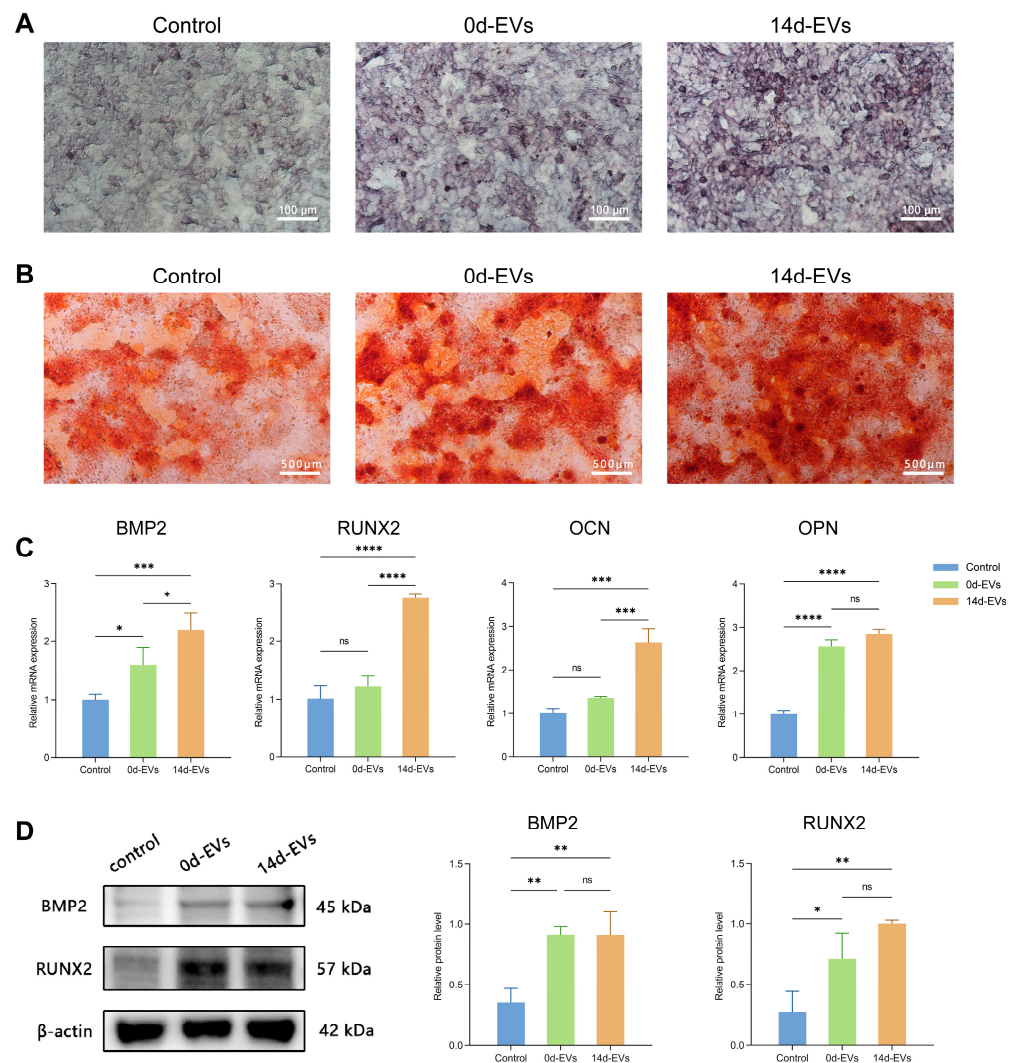 A
Control 0d-EVs 14d-EVs
100 μm 100 μm 100 μm
B
Control 0d-EVs 14d-EVs
500μm 500μm 500μm
C
BMP2 RUNX2 OCN OPN
Control
0d-EVs
14d-EVs
Relative mRNA expression
3
2
1
0
***
*
*
Control 0d-EVs 14d-EVs
Relative mRNA expression
3
2
1
0
****
****
ns
Control 0d-EVs 14d-EVs
Relative mRNA expression
4
3
2
1
0
***
***
ns
Control 0d-EVs 14d-EVs
Relative mRNA expression
4
3
2
1
0
****
ns
****
Control 0d-EVs 14d-EVs
D
control 0d-EVs 14d-EVs
BMP2 45 kDa
RUNX2 57 kDa
β-actin 42 kDa
BMP2
Relative protein level
1.5
1.0
0.5
0.0
**
** ns
Control 0d-EVs 14d-EVs
RUNX2
Relative protein level
1.5
1.0
0.5
0.0
**
ns
*
Control 0d-EVs 14d-EVs